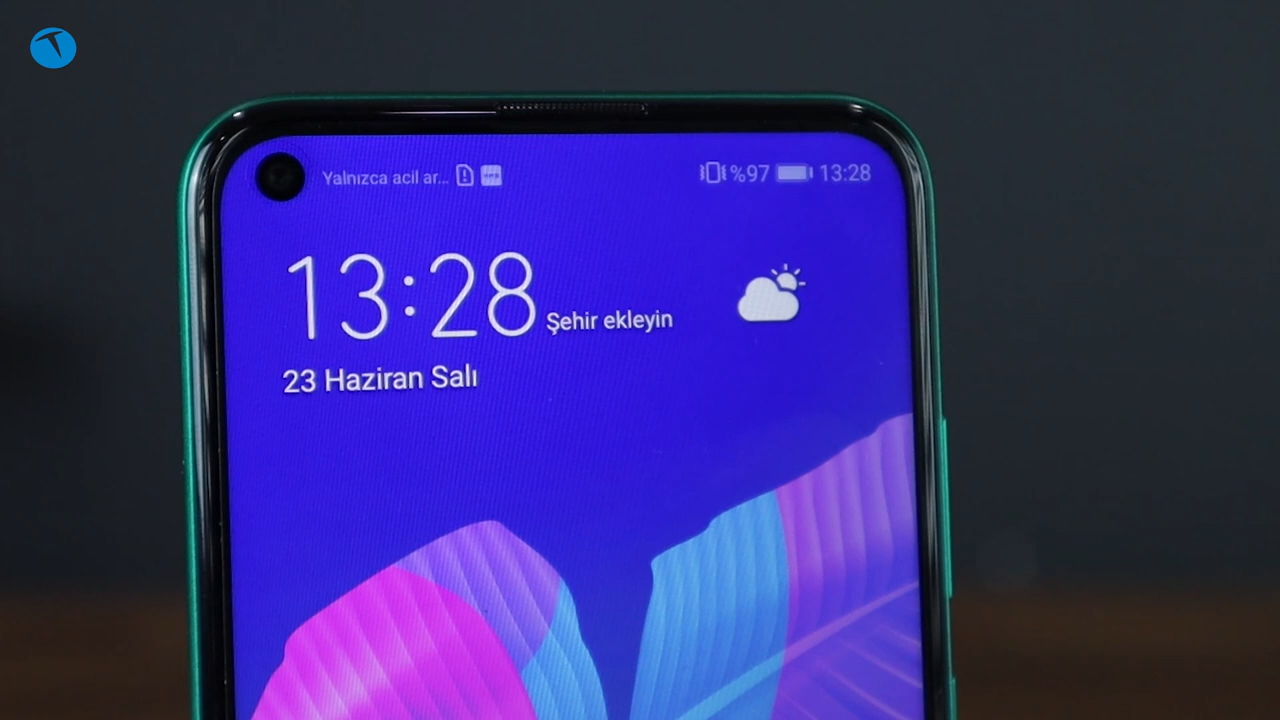 Yalnızca acil ar... %97 13:28
13:28 Şehir ekleyin
23 Haziran Salı